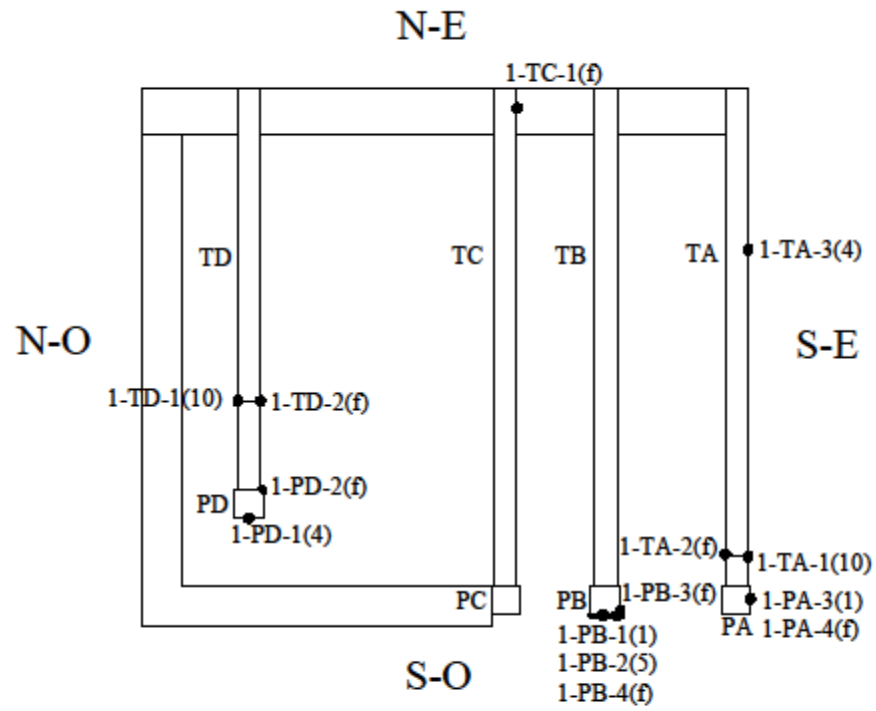 N-E
1-TC-1(f)
TD
TC
TB
TA
1-TA-3(4)
N-O
S-E
1-TD-1(10)
1-TD-2(f)
1-PD-2(f)
PD
1-PD-1(4)
1-TA-2(f)
1-TA-1(10)
PC
PB
1-PB-3(f)
1-PA-3(1)
PA
1-PA-4(f)
1-PB-1(1)
1-PB-2(5)
1-PB-4(f)
S-O